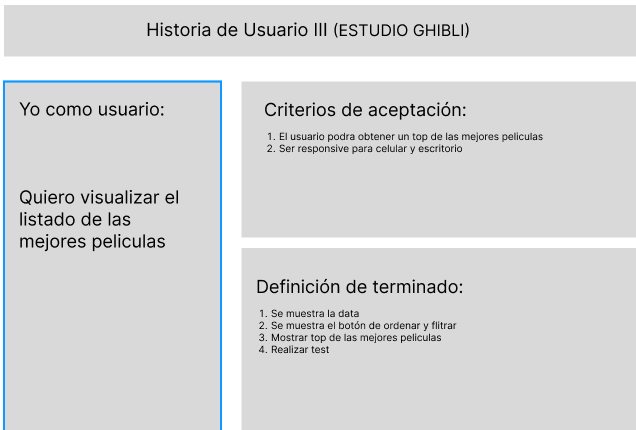 Historia de Usuario III (ESTUDIO GHIBLI)
Yo como usuario:
Quiero visualizar el
listado de las
mejores peliculas
Criterios de aceptación:
1. El usuario podra obtener un top de las mejores peliculas
2. Ser responsive para celular y escritorio
Definición de terminado:
1. Se muestra la data
2. Se muestra el botón de ordenar y flitrar
3. Mostrar top de las mejores peliculas
4. Realizar test